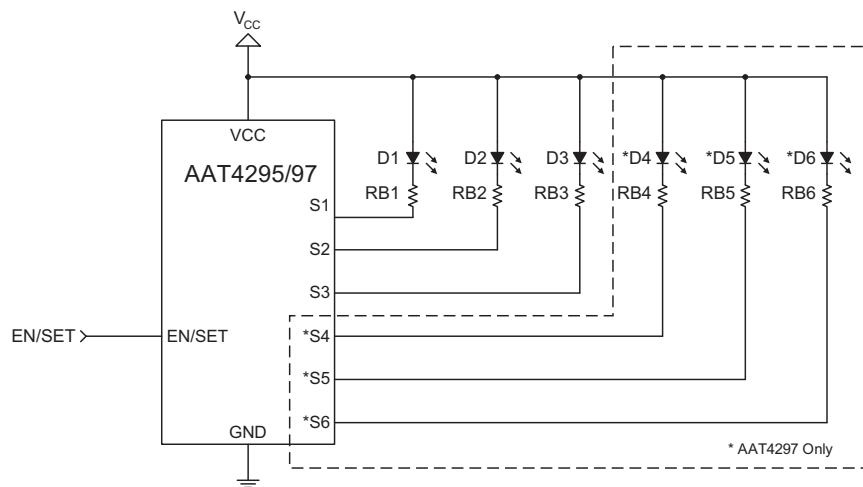 VCC
VCC
AAT4295/97
D1 D2 D3 *D4 *D5 *D6
RB1 RB2 RB3 RB4 RB5 RB6
S1
S2
S3
EN/SET EN/SET
*S4
*S5
*S6
GND
* AAT4297 Only